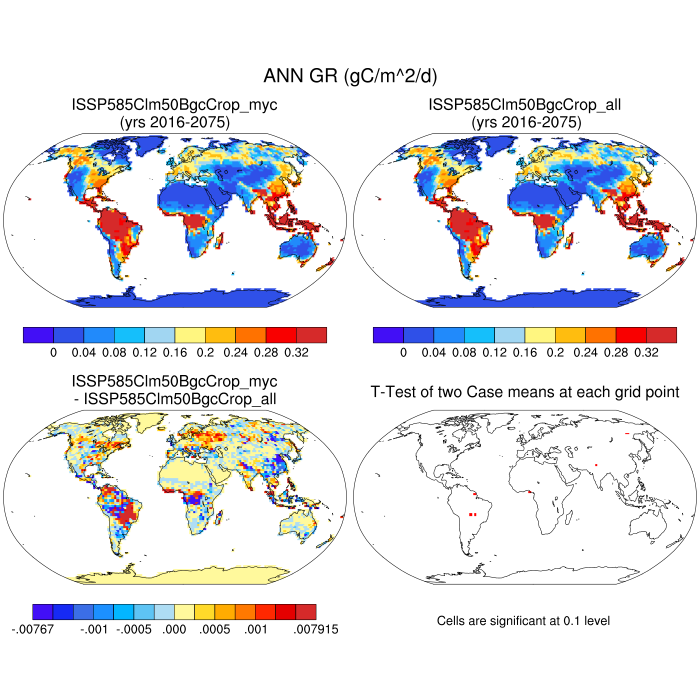 ANN GR (gC/m^2/d)
ISSP585Clm50BgcCrop_myc
(yrs 2016-2075)
ISSP585Clm50BgcCrop_all
(yrs 2016-2075)
0 0.04 0.08 0.12 0.16 0.2 0.24 0.28 0.32
0 0.04 0.08 0.12 0.16 0.2 0.24 0.28 0.32
ISSP585Clm50BgcCrop_myc
- ISSP585Clm50BgcCrop_all
T-Test of two Case means at each grid point
-.00767 -.001 -.0005 .000 .0005 .001 .007915
Cells are significant at 0.1 level